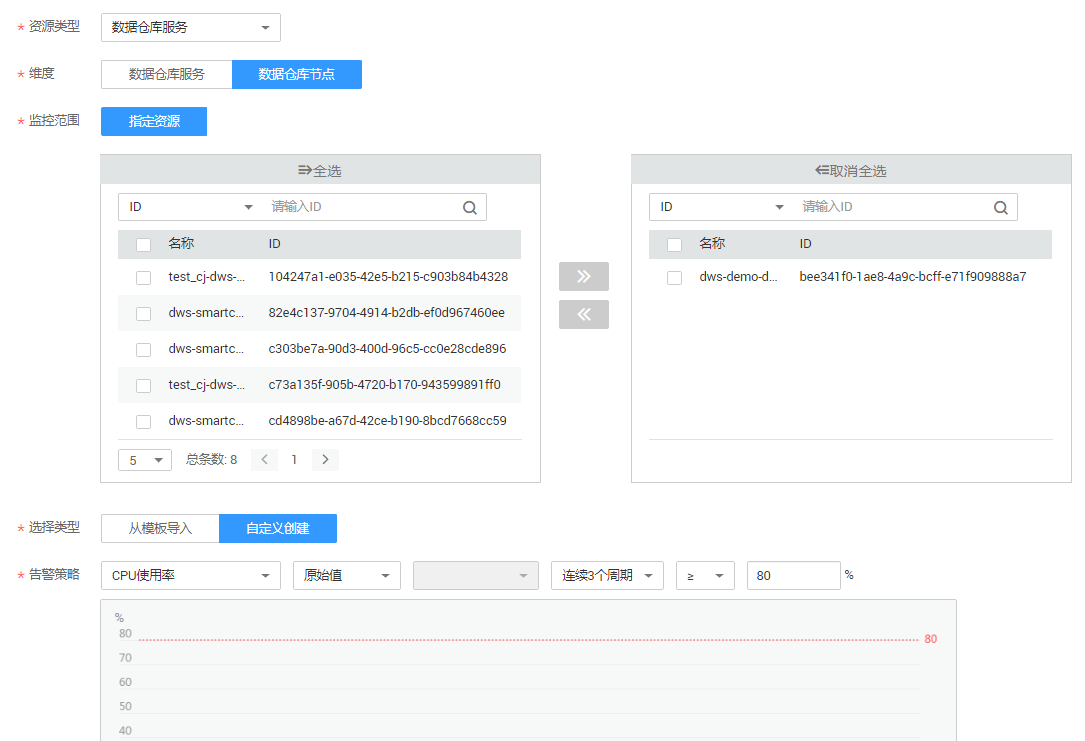 * 资源类型 数据仓库服务
* 维度 数据仓库服务 数据仓库节点
* 监控范围 指定资源
全选
ID 请输入ID
名称 ID
test_cj-dws-... 104247a1-e035-42e5-b215-c903b84b4328
dws-smartc... 82e4c137-9704-4914-b2db-ef0d967460ee
dws-smartc... c303be7a-90d3-400d-96c5-cc0e28cde896
test_cj-dws-... c73a135f-905b-4720-b170-943599891ff0
dws-smartc... cd4898be-a67d-42ce-b190-8bcd7668cc59
5 总条数: 8 1
取消全选
ID 请输入ID
名称 ID
dws-demo-d... bee341f0-1ae8-4a9c-bcff-e71f909888a7
* 选择类型 从模板导入 自定义创建
* 告警策略 CPU使用率 原始值 连续3个周期 ≥ 80 %
%
80 80
70
60
50
40